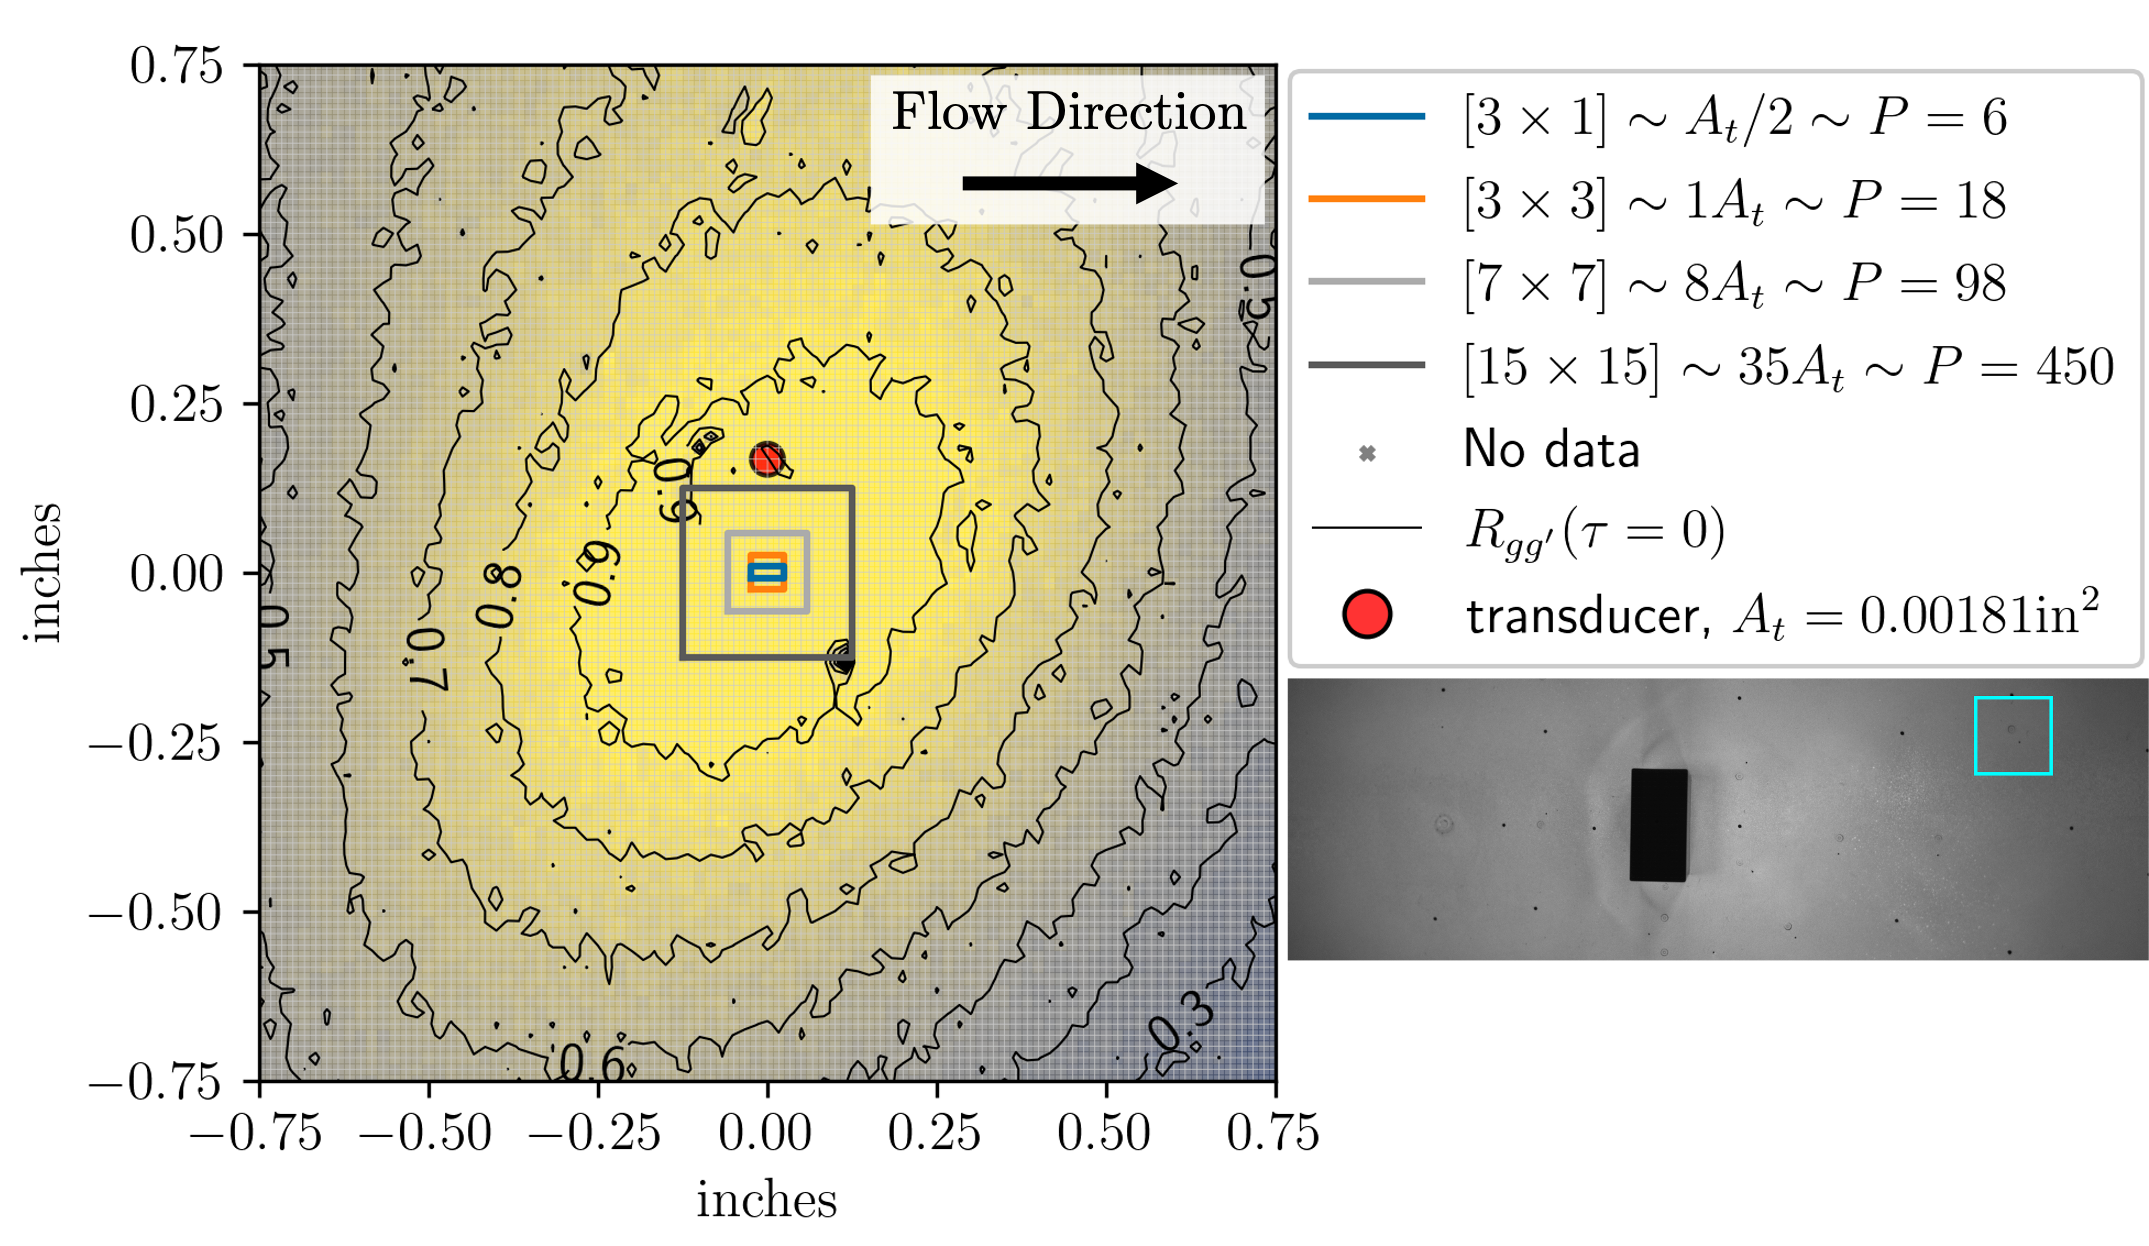 0.75
0.50
0.25
0.00
−0.25
−0.50
−0.75
inches
−0.75 −0.50 −0.25 0.00 0.25 0.50 0.75
inches
Flow Direction
0.5
0.9
0.9
0.8
0.7
0.5
0.6
0.3
[3 × 1] ∼ A_t/2 ∼ P = 6
[3 × 3] ∼ 1A_t ∼ P = 18
[7 × 7] ∼ 8A_t ∼ P = 98
[15 × 15] ∼ 35A_t ∼ P = 450
No data
R_{gg′}(τ = 0)
transducer, A_t = 0.00181in²